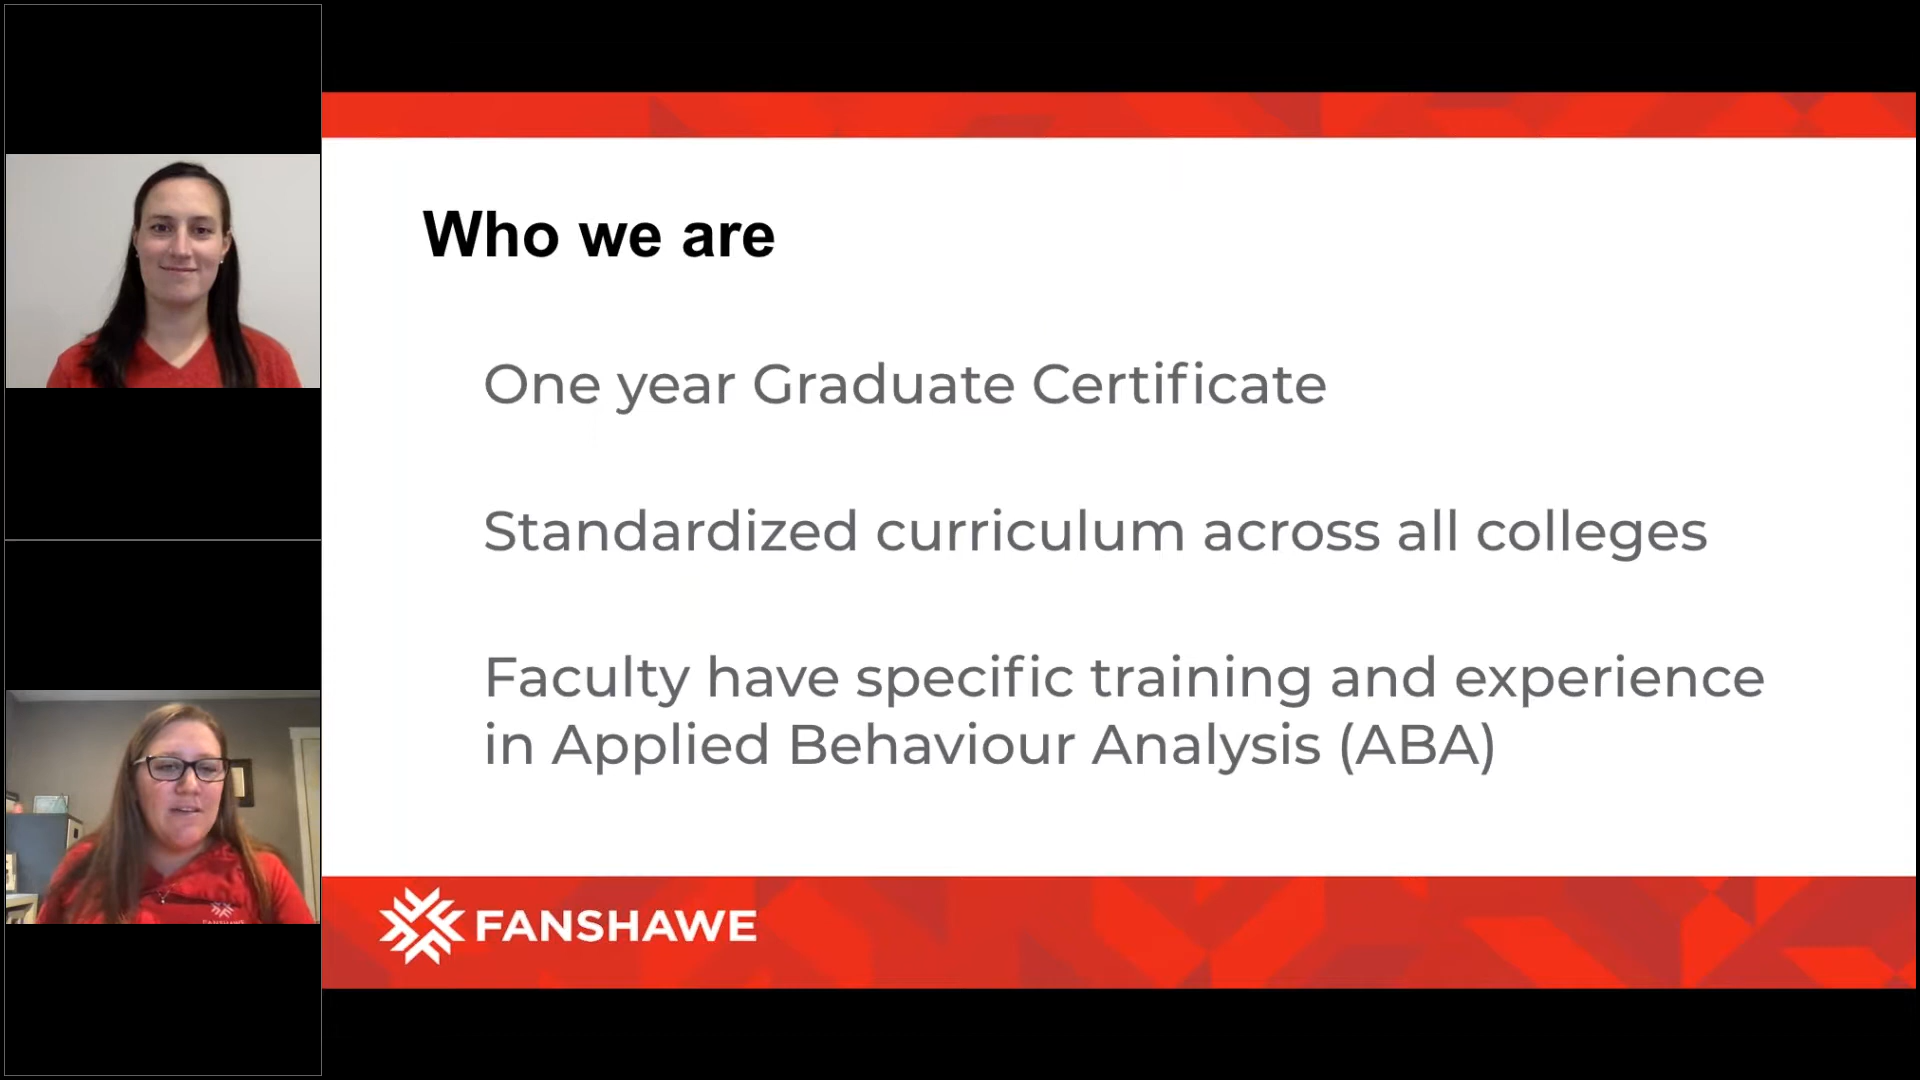 Who we are
One year Graduate Certificate
Standardized curriculum across all colleges
Faculty have specific training and experience
in Applied Behaviour Analysis (ABA)
FANSHAWE
FANSHAWE